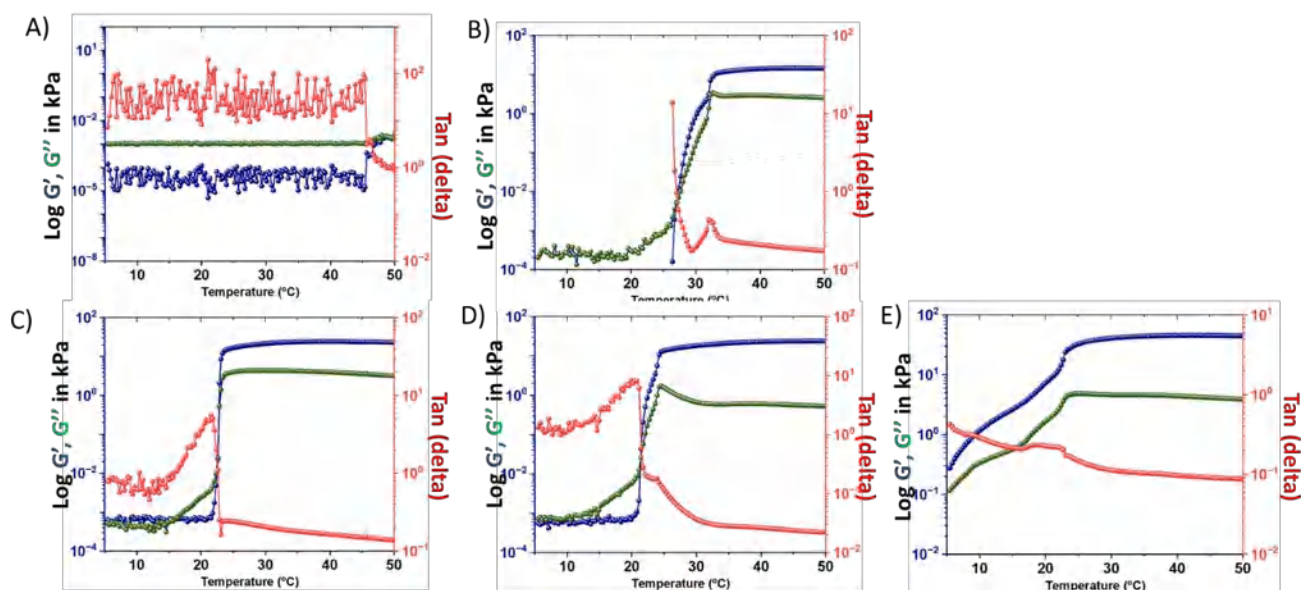 A)
Log G', G'' in kPa
10²
10¹
10⁻²
10⁻⁵
10⁻⁸
10²
10¹
10⁰
10⁻¹
10⁻²
Tan (delta)
10 20 30 40 50
Temperature (°C)
B)
Log G', G'' in kPa
10²
10⁰
10⁻²
10⁻⁴
10²
10¹
10⁰
10⁻¹
Tan (delta)
10 20 30 40 50
Temperature (°C)
C)
Log G', G'' in kPa
10²
10⁰
10⁻²
10⁻⁴
10²
10¹
10⁰
10⁻¹
Tan (delta)
10 20 30 40 50
Temperature (°C)
D)
Log G', G'' in kPa
10²
10⁰
10⁻²
10⁻⁴
10²
10¹
10⁰
10⁻¹
10⁻²
Tan (delta)
10 20 30 40 50
Temperature (°C)
E)
Log G', G'' in kPa
10²
10¹
10⁰
10⁻¹
10⁻²
10¹
10⁰
10⁻¹
10⁻²
Tan (delta)
10 20 30 40 50
Temperature (°C)